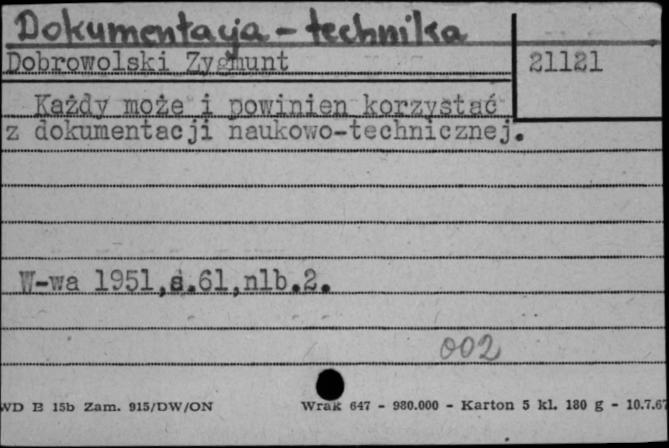 Dokumentacja - technika
Dobrowolski Zygmunt
21121
Każdy może i powinien korzystać
z dokumentacji naukowo-technicznej.
W-wa 1951,s.61,nlb.2.
002
WD B 15b Zam. 915/DW/ON Wrak 647 - 980.000 - Karton 5 kl. 180 g - 10.7.67